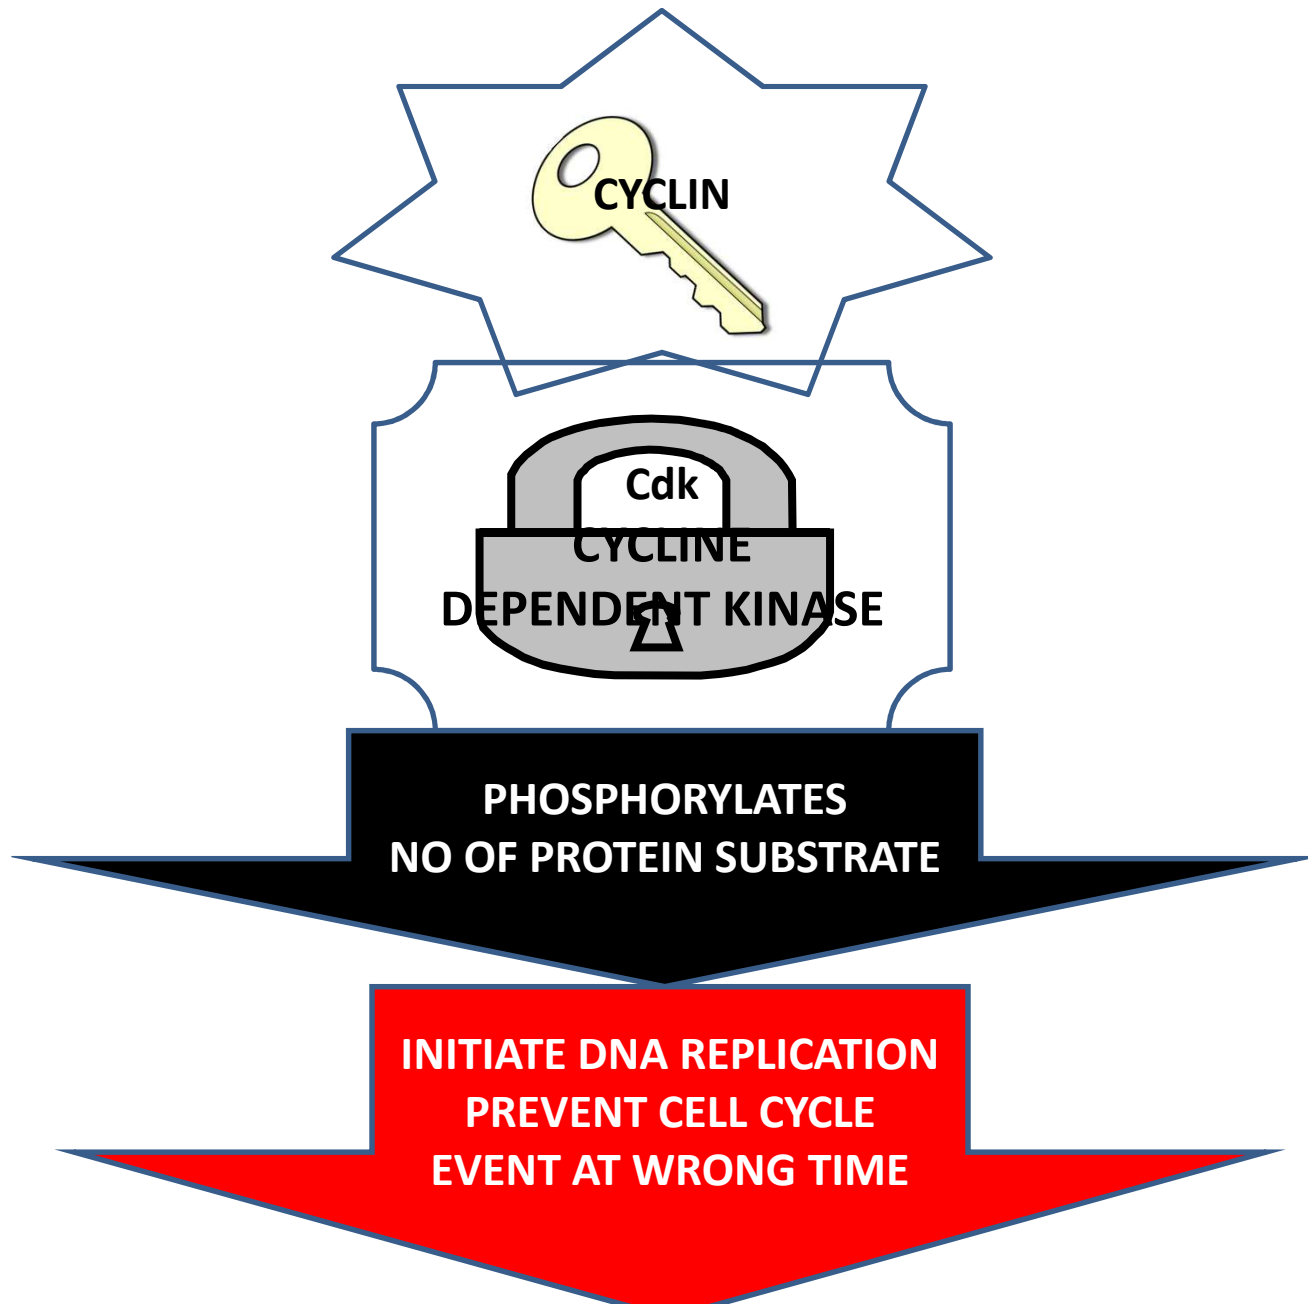 CYCLIN
Cdk
CYCLINE
DEPENDENT KINASE
PHOSPHORYLATES
NO OF PROTEIN SUBSTRATE
INITIATE DNA REPLICATION
PREVENT CELL CYCLE
EVENT AT WRONG TIME